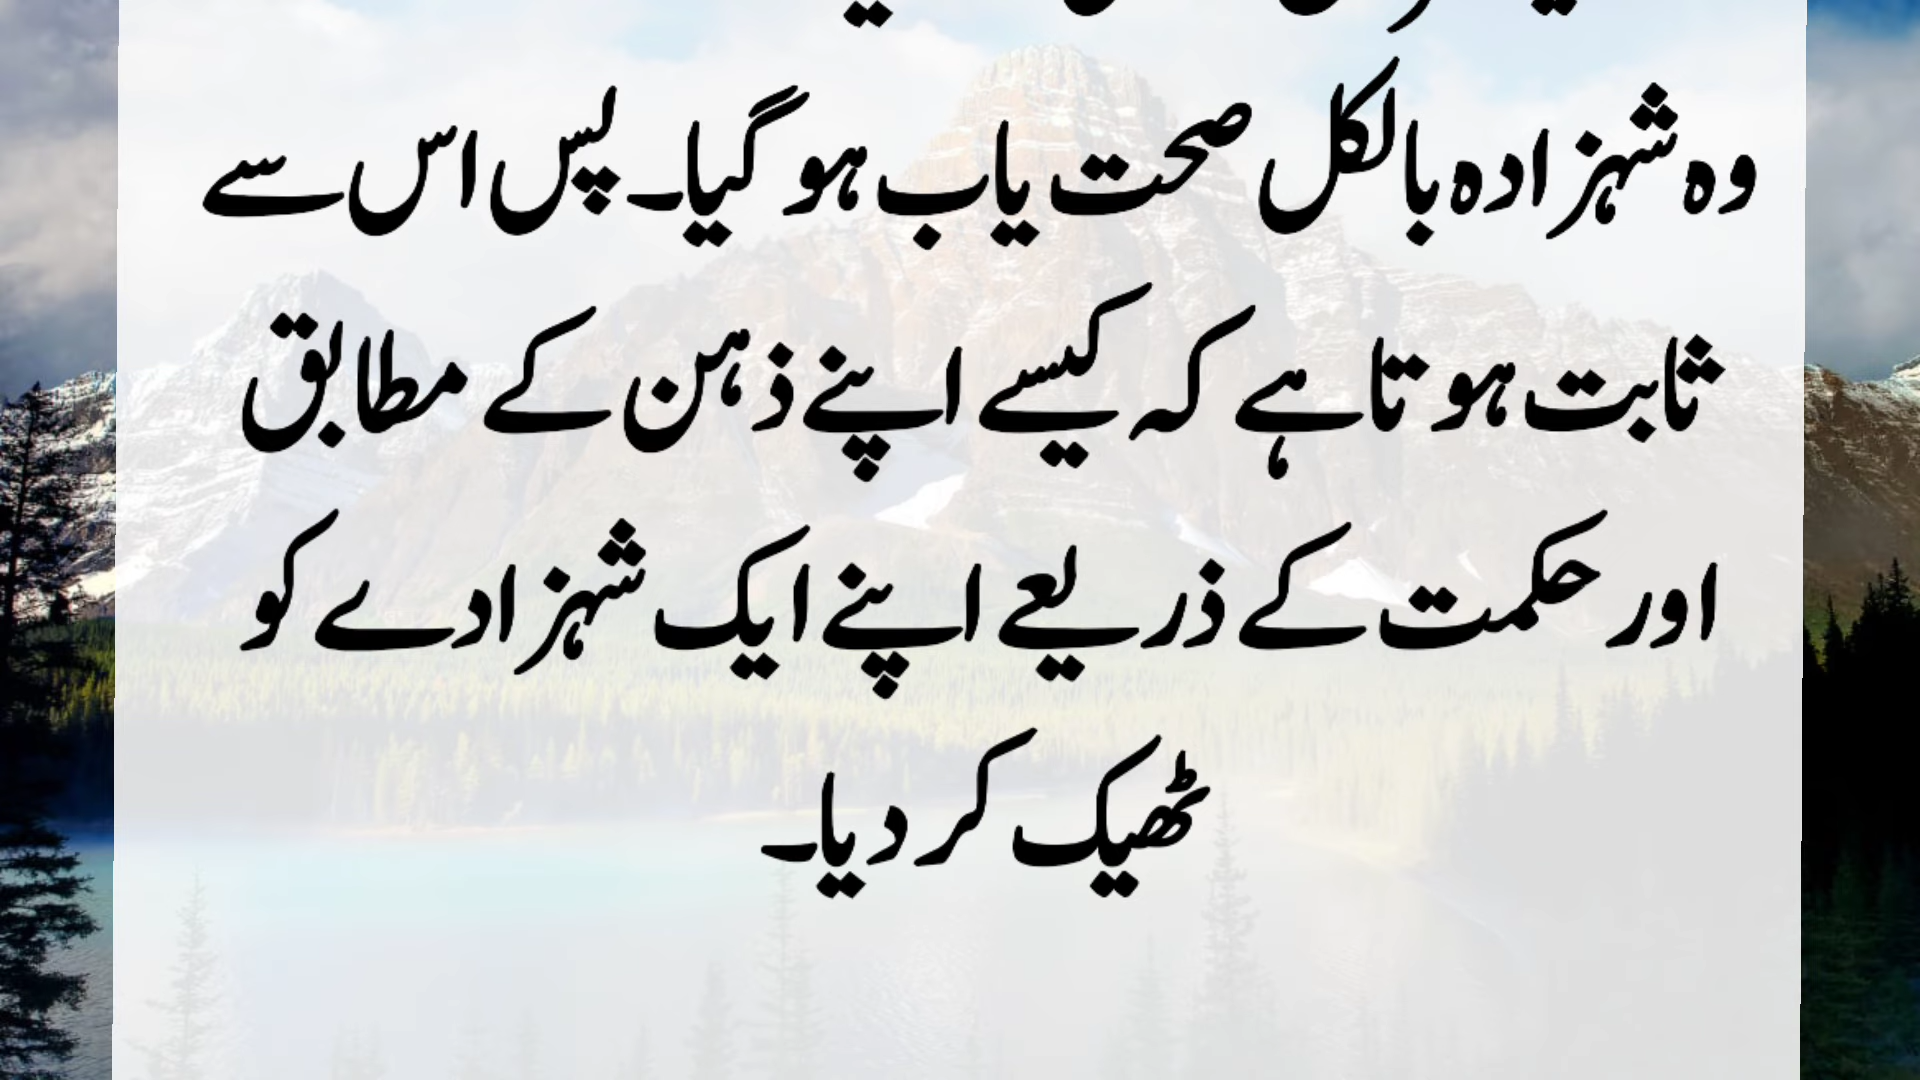 وہ شہزادہ بالکل صحت یاب ہو گیا۔ پس اس سے
ثابت ہوتا ہے کہ کیسے اپنے ذہن کے مطابق
اور حکمت کے ذریعے اپنے ایک شہزادے کو
ٹھیک کر دیا۔